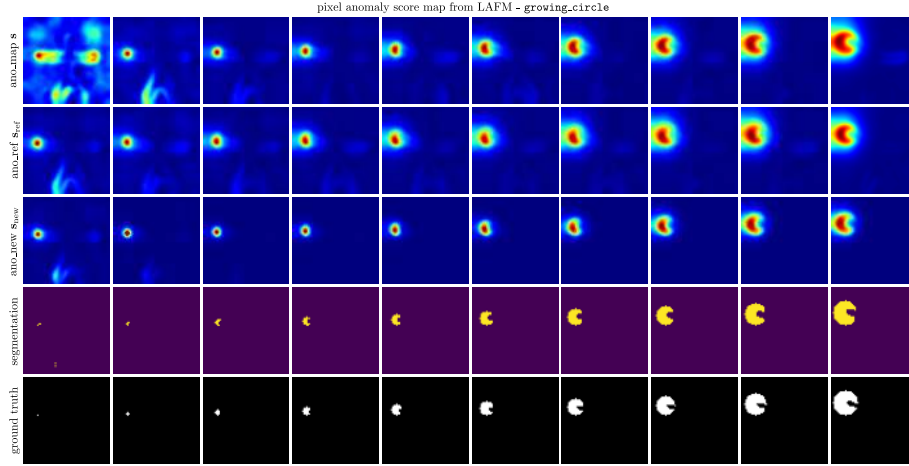 pixel anomaly score map from LAFM - growing_circle
ano_map s
ano_ref s_ref
ano_new s_new
segmentation
ground truth